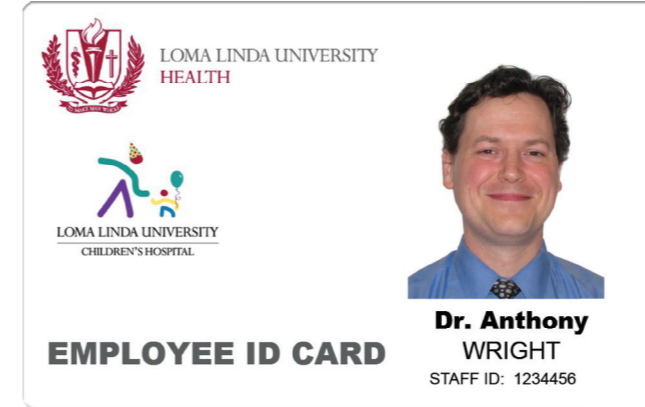 LOMA LINDA UNIVERSITY
HEALTH
LOMA LINDA UNIVERSITY
CHILDREN'S HOSPITAL
EMPLOYEE ID CARD
Dr. Anthony
WRIGHT
STAFF ID: 1234456